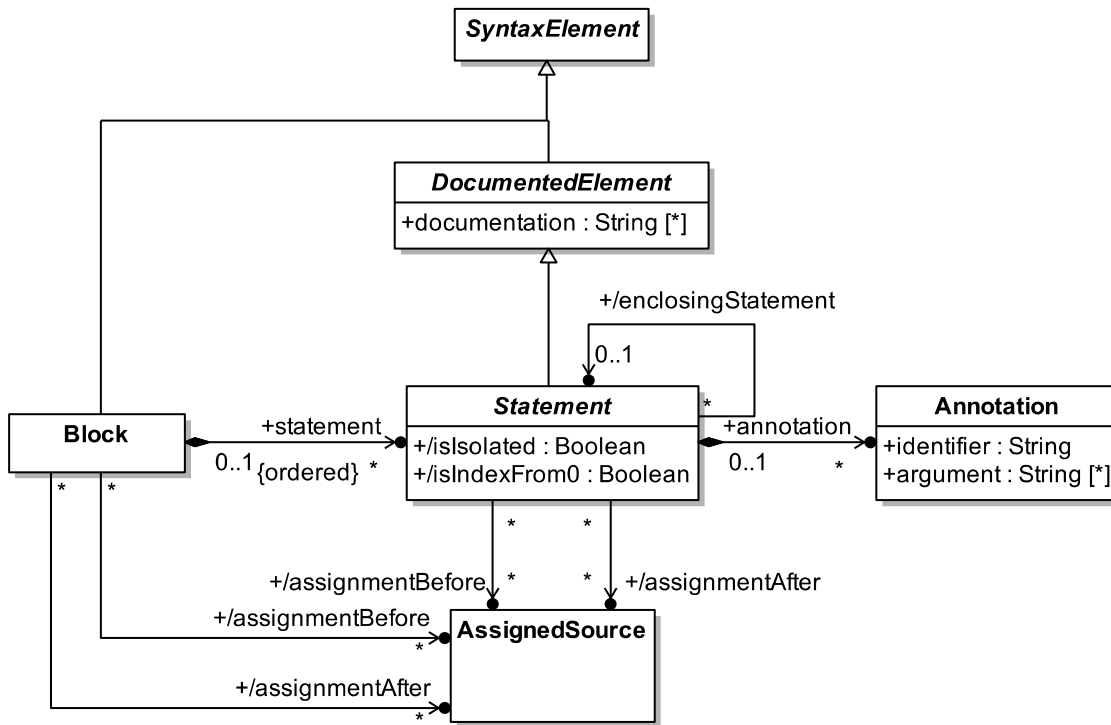 SyntaxElement
DocumentedElement
+documentation : String [*]
+/enclosingStatement
0..1
*
Statement
+/isIsolated : Boolean
+/isIndexFrom0 : Boolean
Annotation
+identifier : String
+argument : String [*]
Block
+statement
0..1
{ordered}
*
+annotation
0..1
*
*
*
*
*
+/assignmentBefore
*
*
+/assignmentAfter
+/assignmentBefore
*
+/assignmentAfter
*
AssignedSource